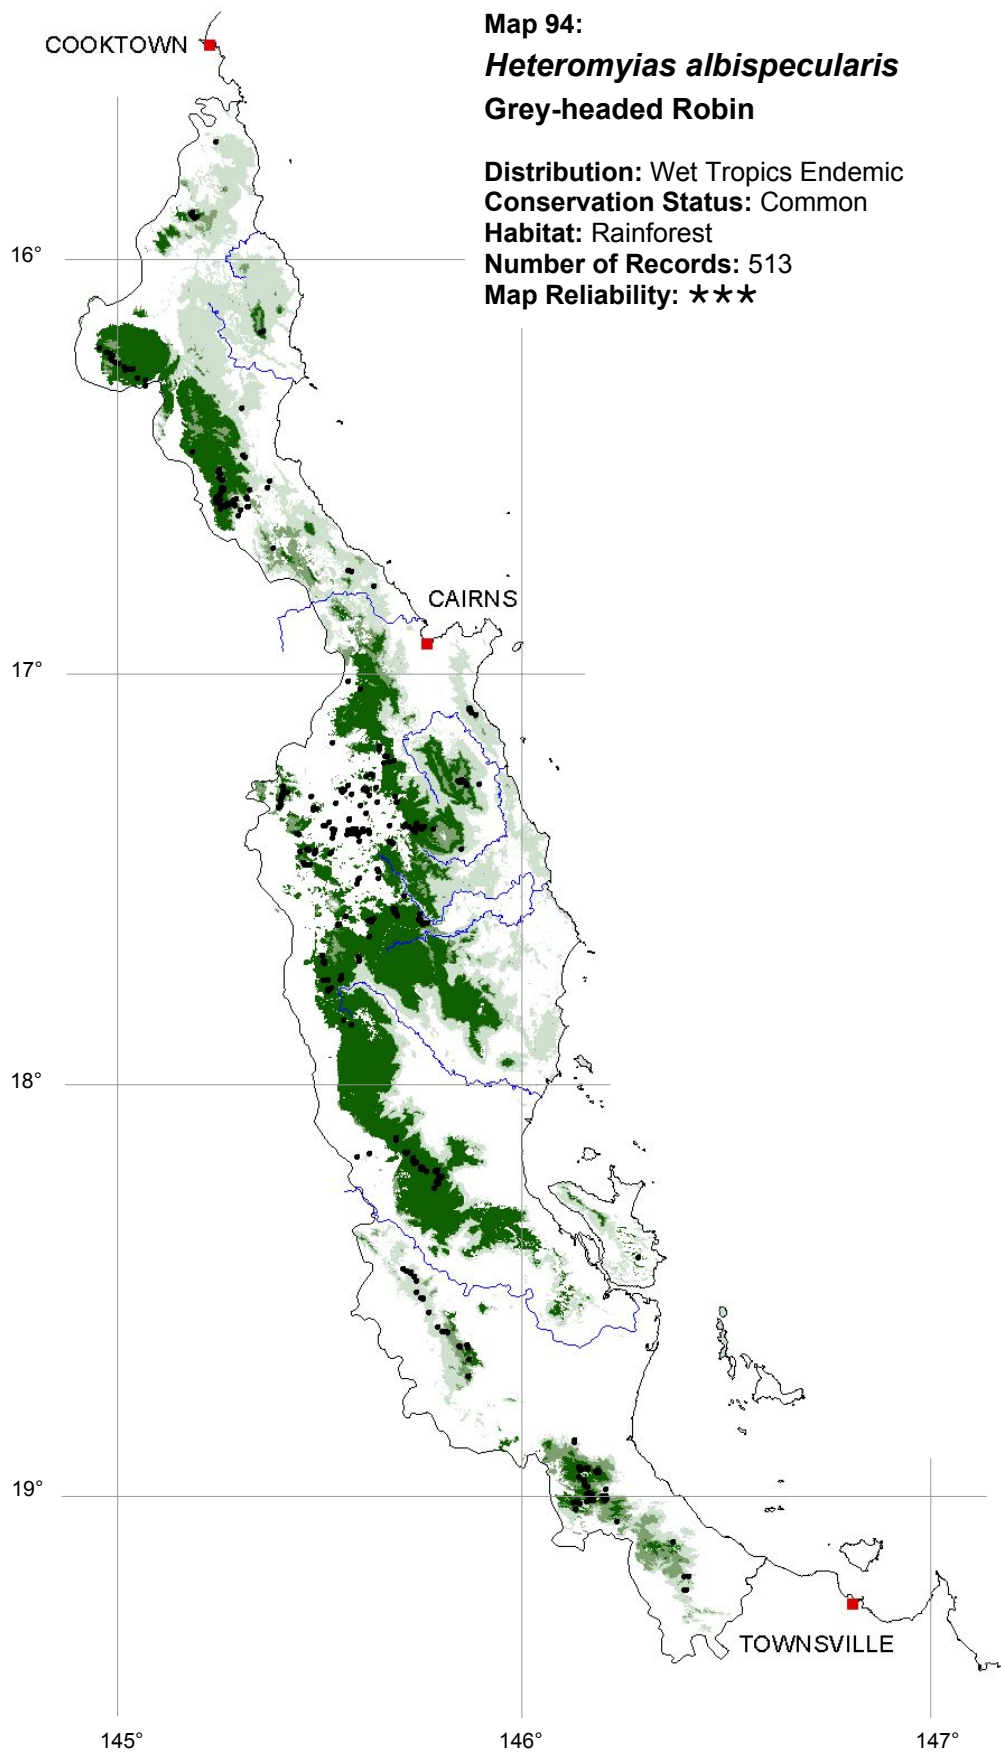 Map 94:
COOKTOWN
Heteromyias albispecularis
Grey-headed Robin
Distribution: Wet Tropics Endemic
Conservation Status: Common
Habitat: Rainforest
Number of Records: 513
Map Reliability: ***
16°
CAIRNS
17°
18°
19°
TOWNSVILLE
145° 146° 147°